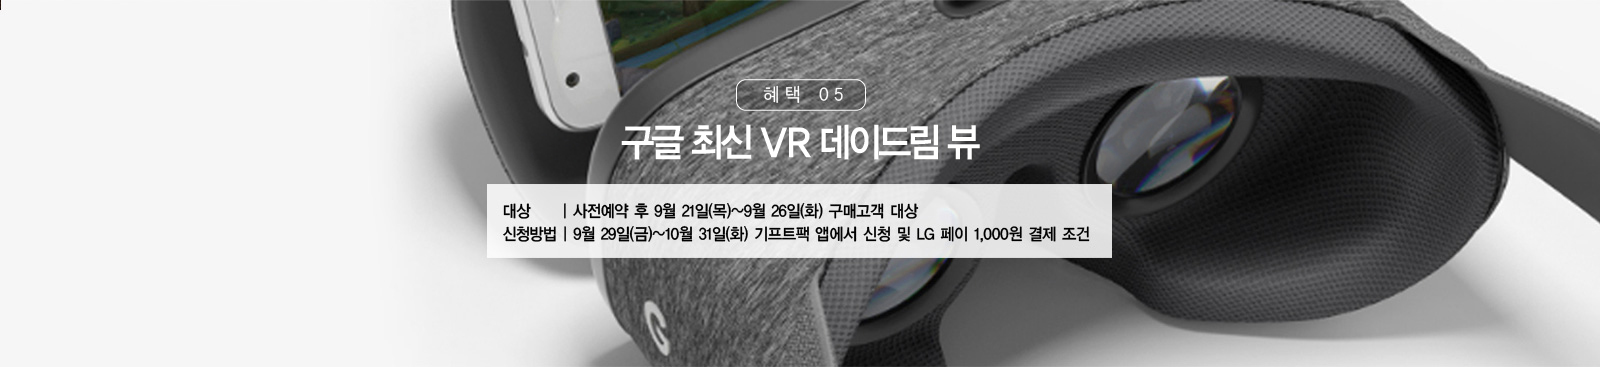 혜택 05
구글 최신 VR 데이드림 뷰
대상 | 사전예약 후 9월 21일(목)~9월 26일(화) 구매고객 대상
신청방법 | 9월 29일(금)~10월 31일(화) 기프트팩 앱에서 신청 및 LG 페이 1,000원 결제 조건
G